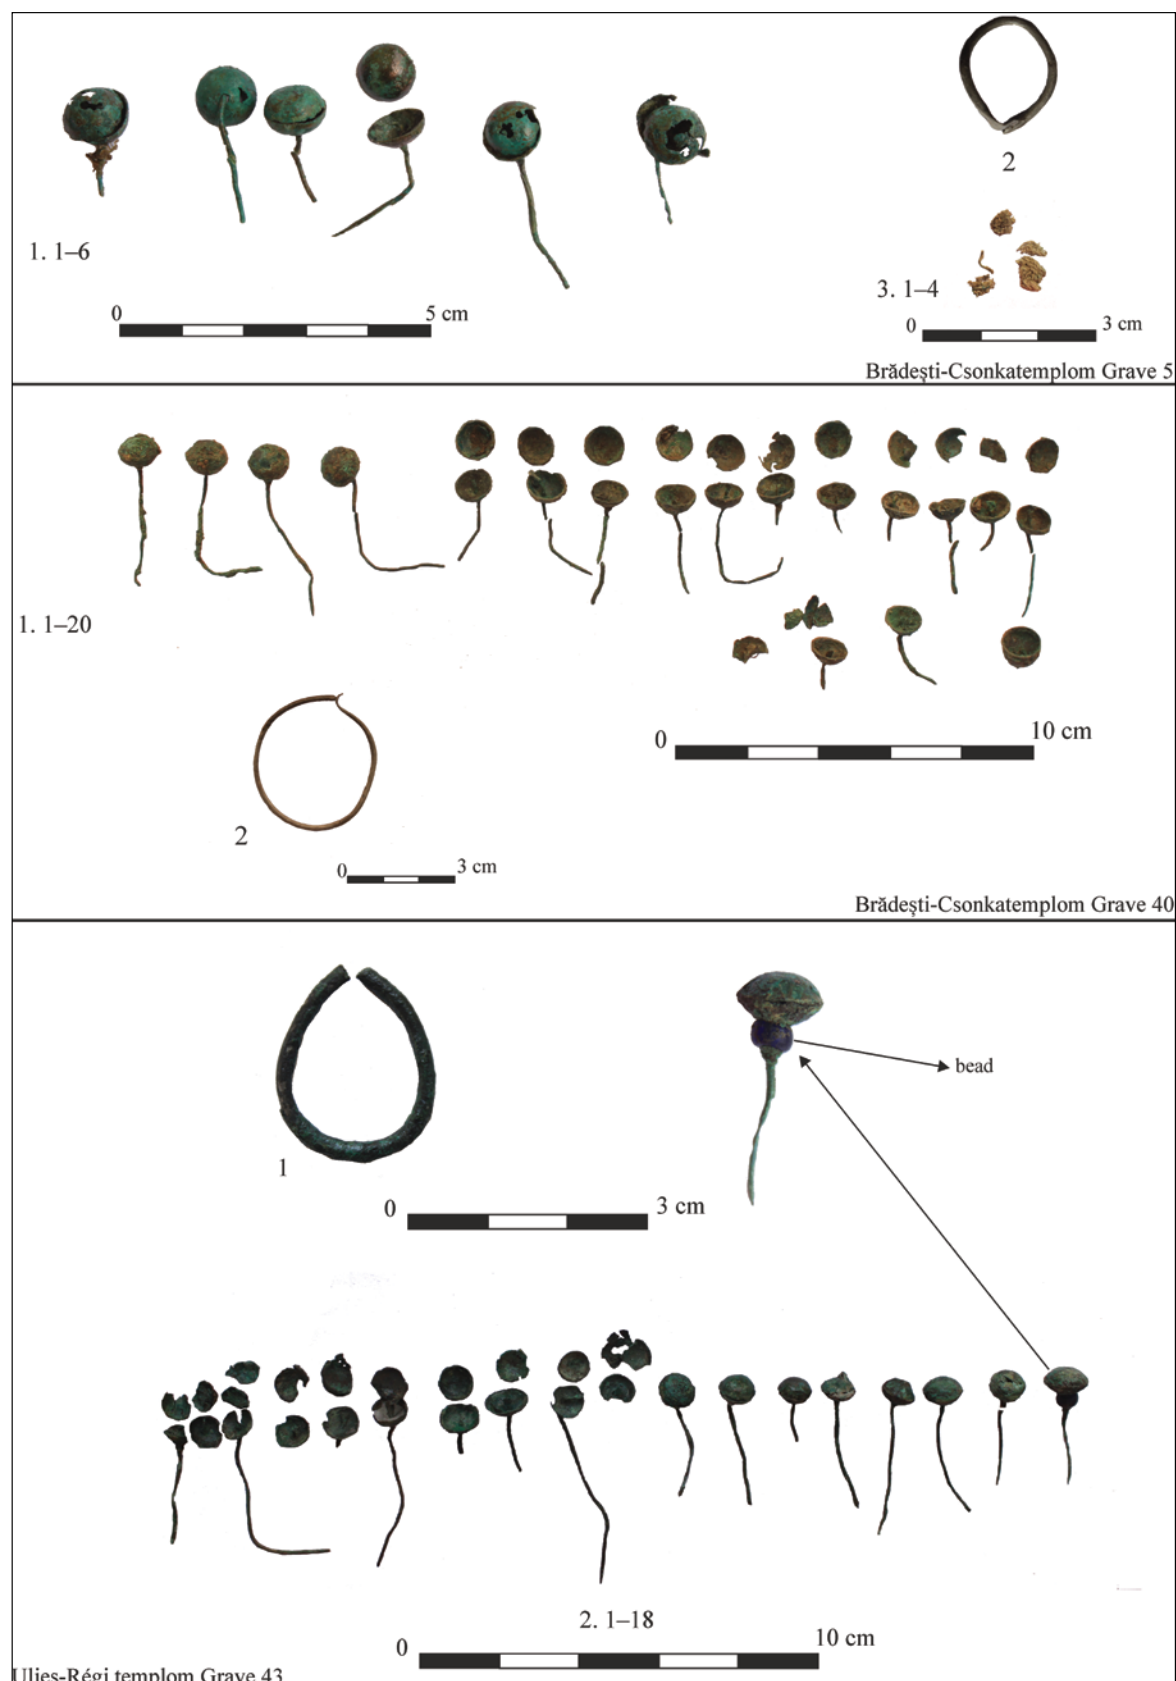 2
1. 1–6
3. 1–4
0 5 cm
0 3 cm
Brădești-Csonkatemplom Grave 5
1. 1–20
0 10 cm
2
0 3 cm
Brădești-Csonkatemplom Grave 40
bead
1
0 3 cm
2. 1–18
0 10 cm
Ulieș-Régi templom Grave 43